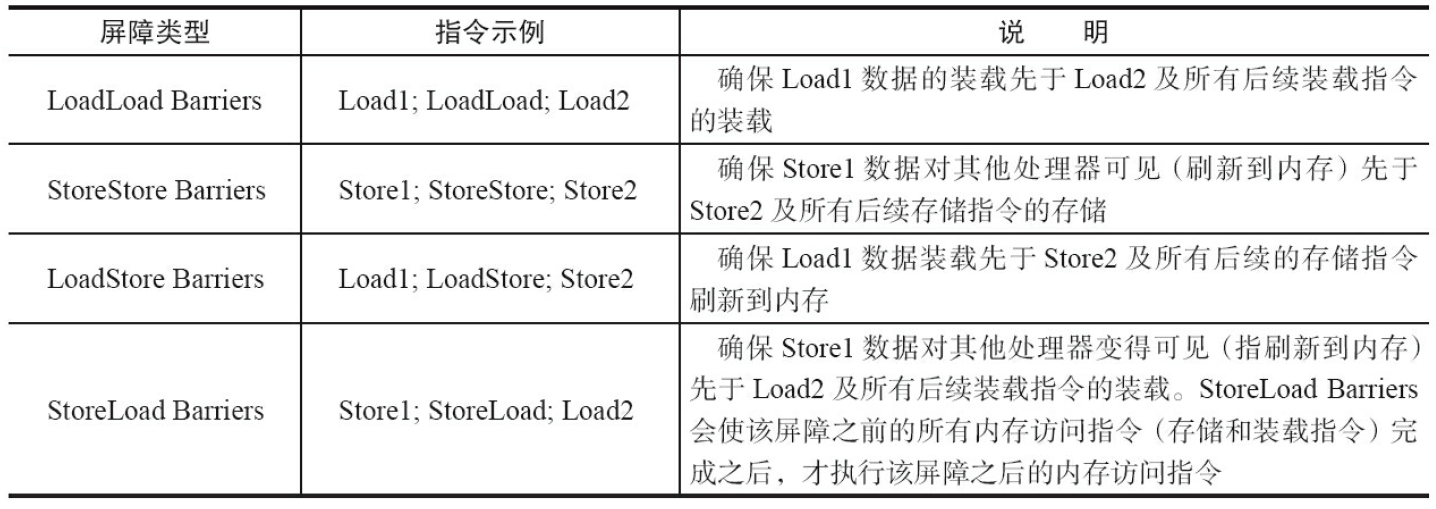 屏障类型 指令示例 说 明
LoadLoad Barriers Load1; LoadLoad; Load2 确保 Load1 数据的装载先于 Load2 及所有后续装载指令
的装载
StoreStore Barriers Store1; StoreStore; Store2 确保 Store1 数据对其他处理器可见（刷新到内存）先于
Store2 及所有后续存储指令的存储
LoadStore Barriers Load1; LoadStore; Store2 确保 Load1 数据装载先于 Store2 及所有后续的存储指令
刷新到内存
StoreLoad Barriers Store1; StoreLoad; Load2 确保 Store1 数据对其他处理器变得可见（指刷新到内存）
先于 Load2 及所有后续装载指令的装载。StoreLoad Barriers
会使该屏障之前的所有内存访问指令（存储和装载指令）完
成之后，才执行该屏障之后的内存访问指令